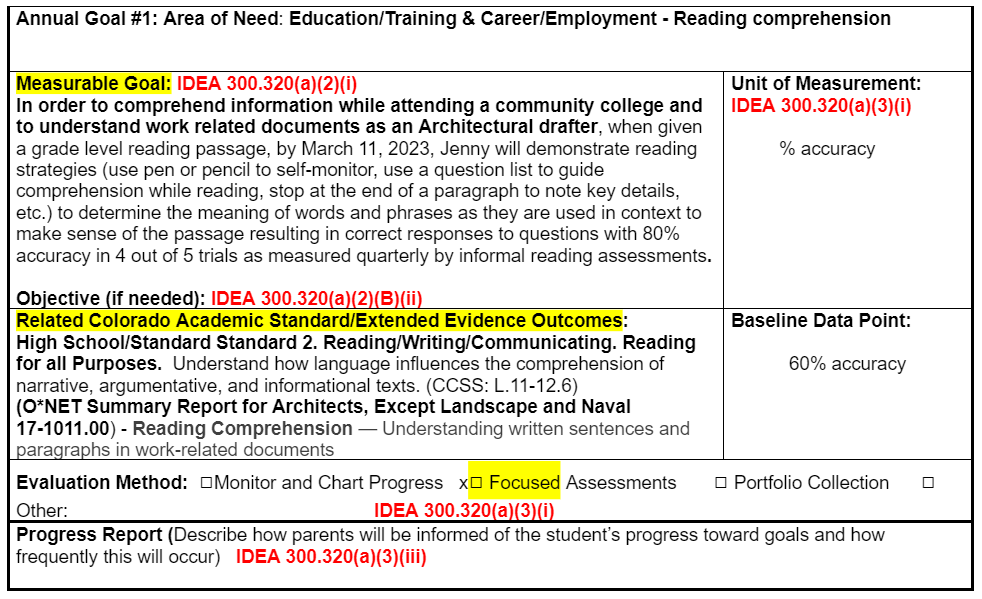 Annual Goal #1: Area of Need: Education/Training & Career/Employment - Reading comprehension
Measurable Goal: IDEA 300.320(a)(2)(i)
In order to comprehend information while attending a community college and
to understand work related documents as an Architectural drafter, when given
a grade level reading passage, by March 11, 2023, Jenny will demonstrate reading
strategies (use pen or pencil to self-monitor, use a question list to guide
comprehension while reading, stop at the end of a paragraph to note key details,
etc.) to determine the meaning of words and phrases as they are used in context to
make sense of the passage resulting in correct responses to questions with 80%
accuracy in 4 out of 5 trials as measured quarterly by informal reading assessments.
Objective (if needed): IDEA 300.320(a)(2)(B)(ii)
Unit of Measurement:
IDEA 300.320(a)(3)(i)
% accuracy
Related Colorado Academic Standard/Extended Evidence Outcomes:
High School/Standard Standard 2. Reading/Writing/Communicating. Reading
for all Purposes. Understand how language influences the comprehension of
narrative, argumentative, and informational texts. (CCSS: L.11-12.6)
(O*NET Summary Report for Architects, Except Landscape and Naval
17-1011.00) - Reading Comprehension — Understanding written sentences and
paragraphs in work-related documents
Baseline Data Point:
60% accuracy
Evaluation Method: □Monitor and Chart Progress x□ Focused Assessments □ Portfolio Collection □
Other: IDEA 300.320(a)(3)(i)
Progress Report (Describe how parents will be informed of the student's progress toward goals and how
frequently this will occur) IDEA 300.320(a)(3)(iii)